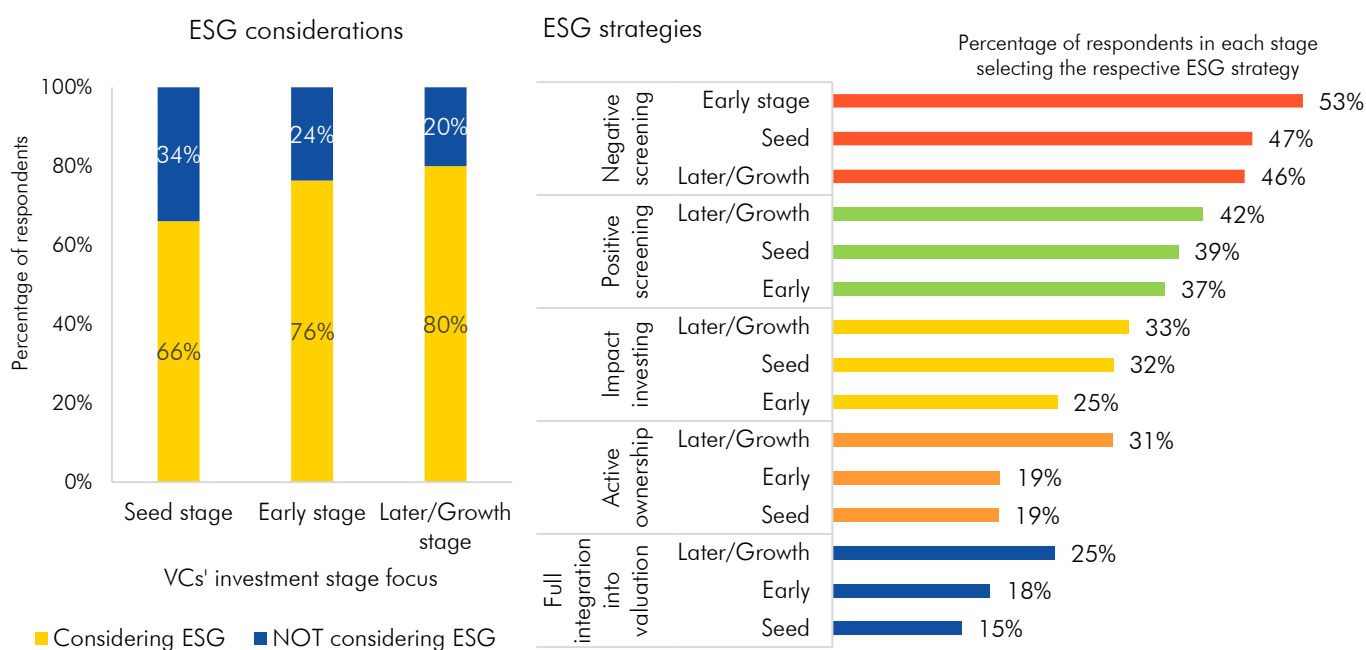 ESG considerations
Percentage of respondents
100%
80%
60%
40%
20%
0%
34%
24%
20%
66%
76%
80%
Seed stage
Early stage
Later/Growth
stage
VCs' investment stage focus
Considering ESG
NOT considering ESG
ESG strategies
Percentage of respondents in each stage
selecting the respective ESG strategy
Negative
screening
Early stage 53%
Seed 47%
Later/Growth 46%
Positive
screening
Later/Growth 42%
Seed 39%
Early 37%
Impact
investing
Later/Growth 33%
Seed 32%
Early 25%
Active
ownership
Later/Growth 31%
Early 19%
Seed 19%
Full
integration
into
valuation
Later/Growth 25%
Early 18%
Seed 15%